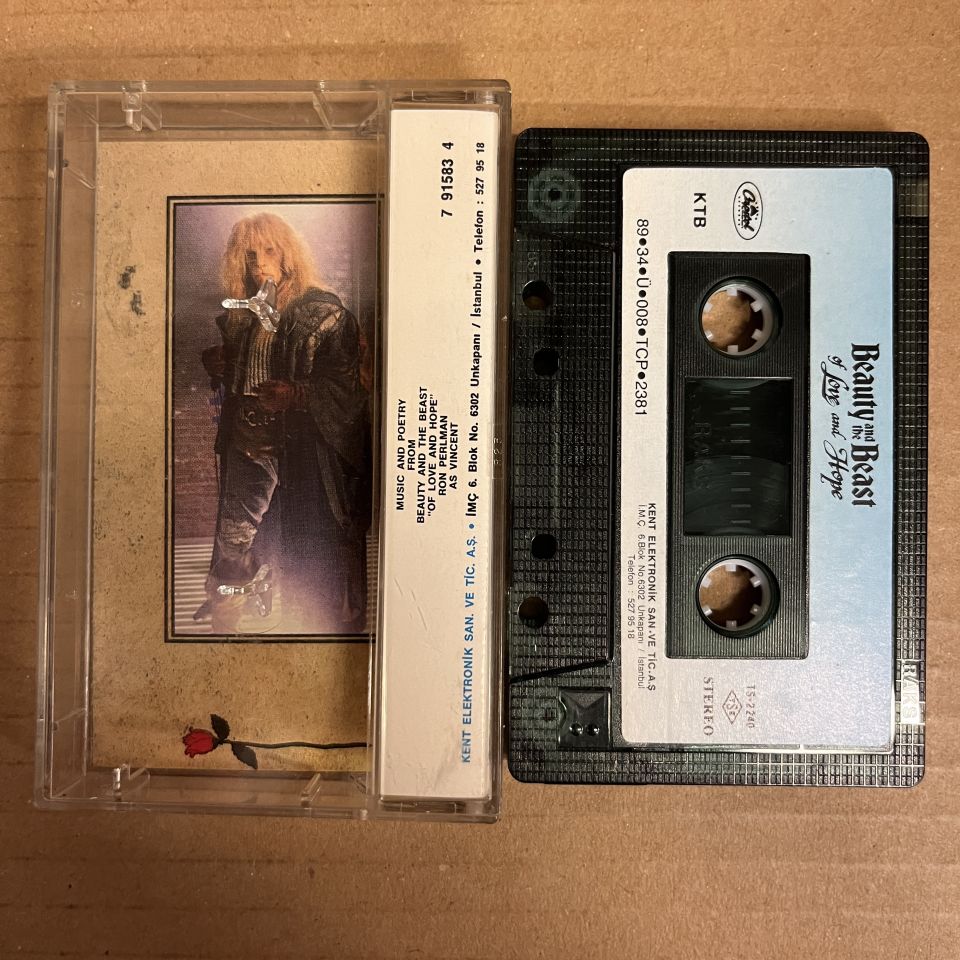 7 91583 4
MUSIC AND POETRY
FROM
BEAUTY AND THE BEAST
"OF LOVE AND HOPE"
RON PERLMAN
AS VINCENT
KENT ELEKTRONİK SAN. VE TİC. A.Ş. • İMÇ 6. Blok No. 6302 Unkapanı / İstanbul • Telefon : 527 95 18
Beauty and the Beast
of Love and Hope
Capitol
KTB
89•34•Ü•008•TCP•2381
KENT ELEKTRONİK SAN.VE TİC.A.Ş
İ.M.Ç 6.Blok No.6302 Unkapanı / İstanbul
Telefon : 527 95 18
TS-2240
TSE
STEREO
RAKS